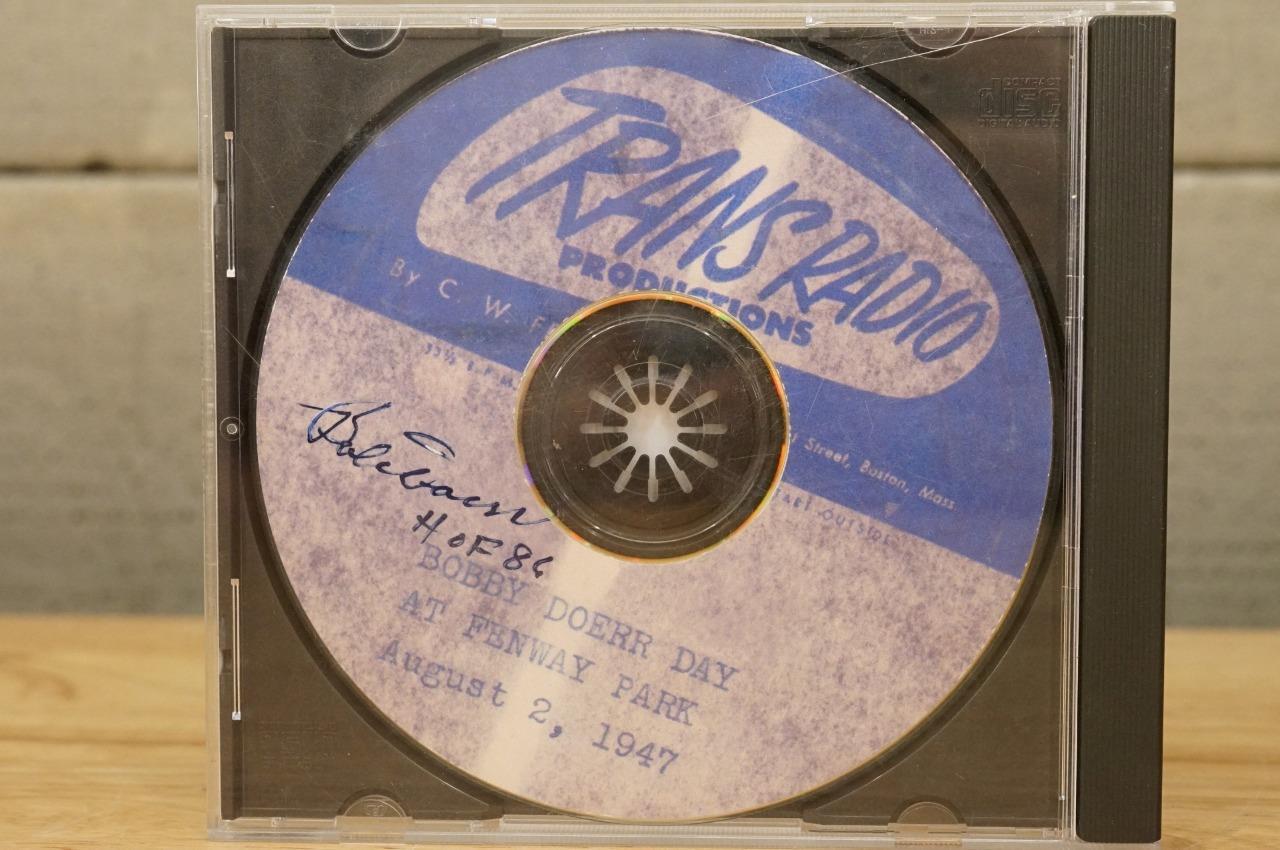 COMPACT
disc
DIGITAL AUDIO
TRANS RADIO
PRODUCTIONS
By C. W.
33⅓ R.P.M.
Street, Boston, Mass
Bob Doerr
HOF 86
BOBBY DOERR DAY
AT FENWAY PARK
August 2, 1947